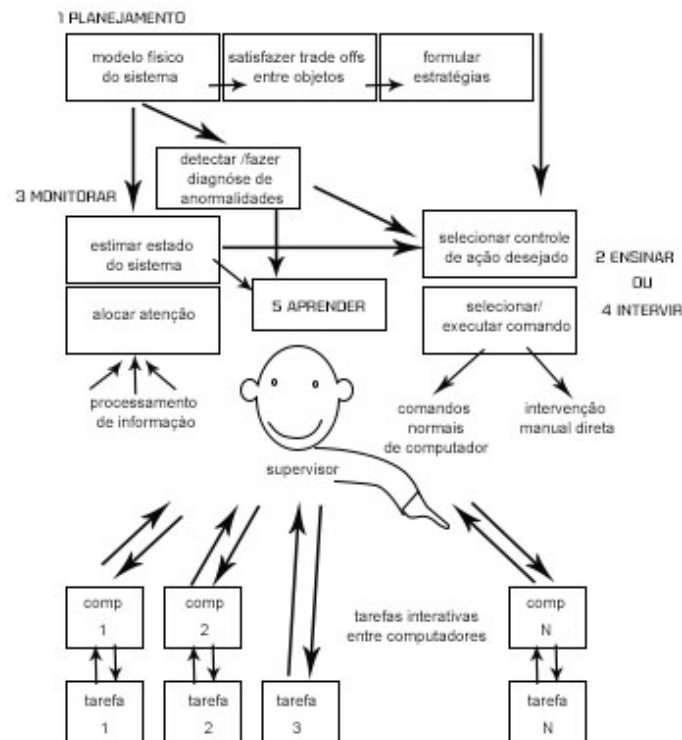 1 PLANEJAMENTO
modelo físico
do sistema
satisfazer trade offs
entre objetos
formular
estratégias
detectar /fazer
diagnóse de
anormalidades
3 MONITORAR
estimar estado
do sistema
selecionar controle
de ação desejado
2 ENSINAR
OU
4 INTERVIR
5 APRENDER
alocar atenção
selecionar/
executar comando
processamento
de informação
comandos
normais
de computador
intervenção
manual direta
supervisor
comp
1
comp
2
tarefas interativas
entre computadores
comp
N
tarefa
1
tarefa
2
tarefa
3
tarefa
N